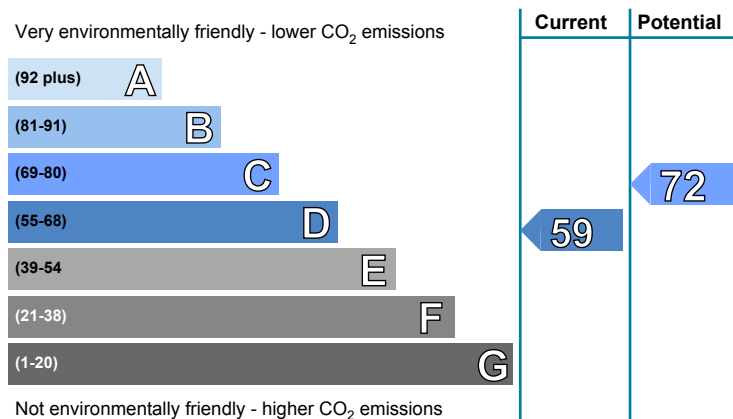 Current Potential
Very environmentally friendly - lower CO2 emissions
(92 plus) A
(81-91) B
(69-80) C
72
(55-68) D
59
(39-54 E
(21-38) F
(1-20) G
Not environmentally friendly - higher CO2 emissions